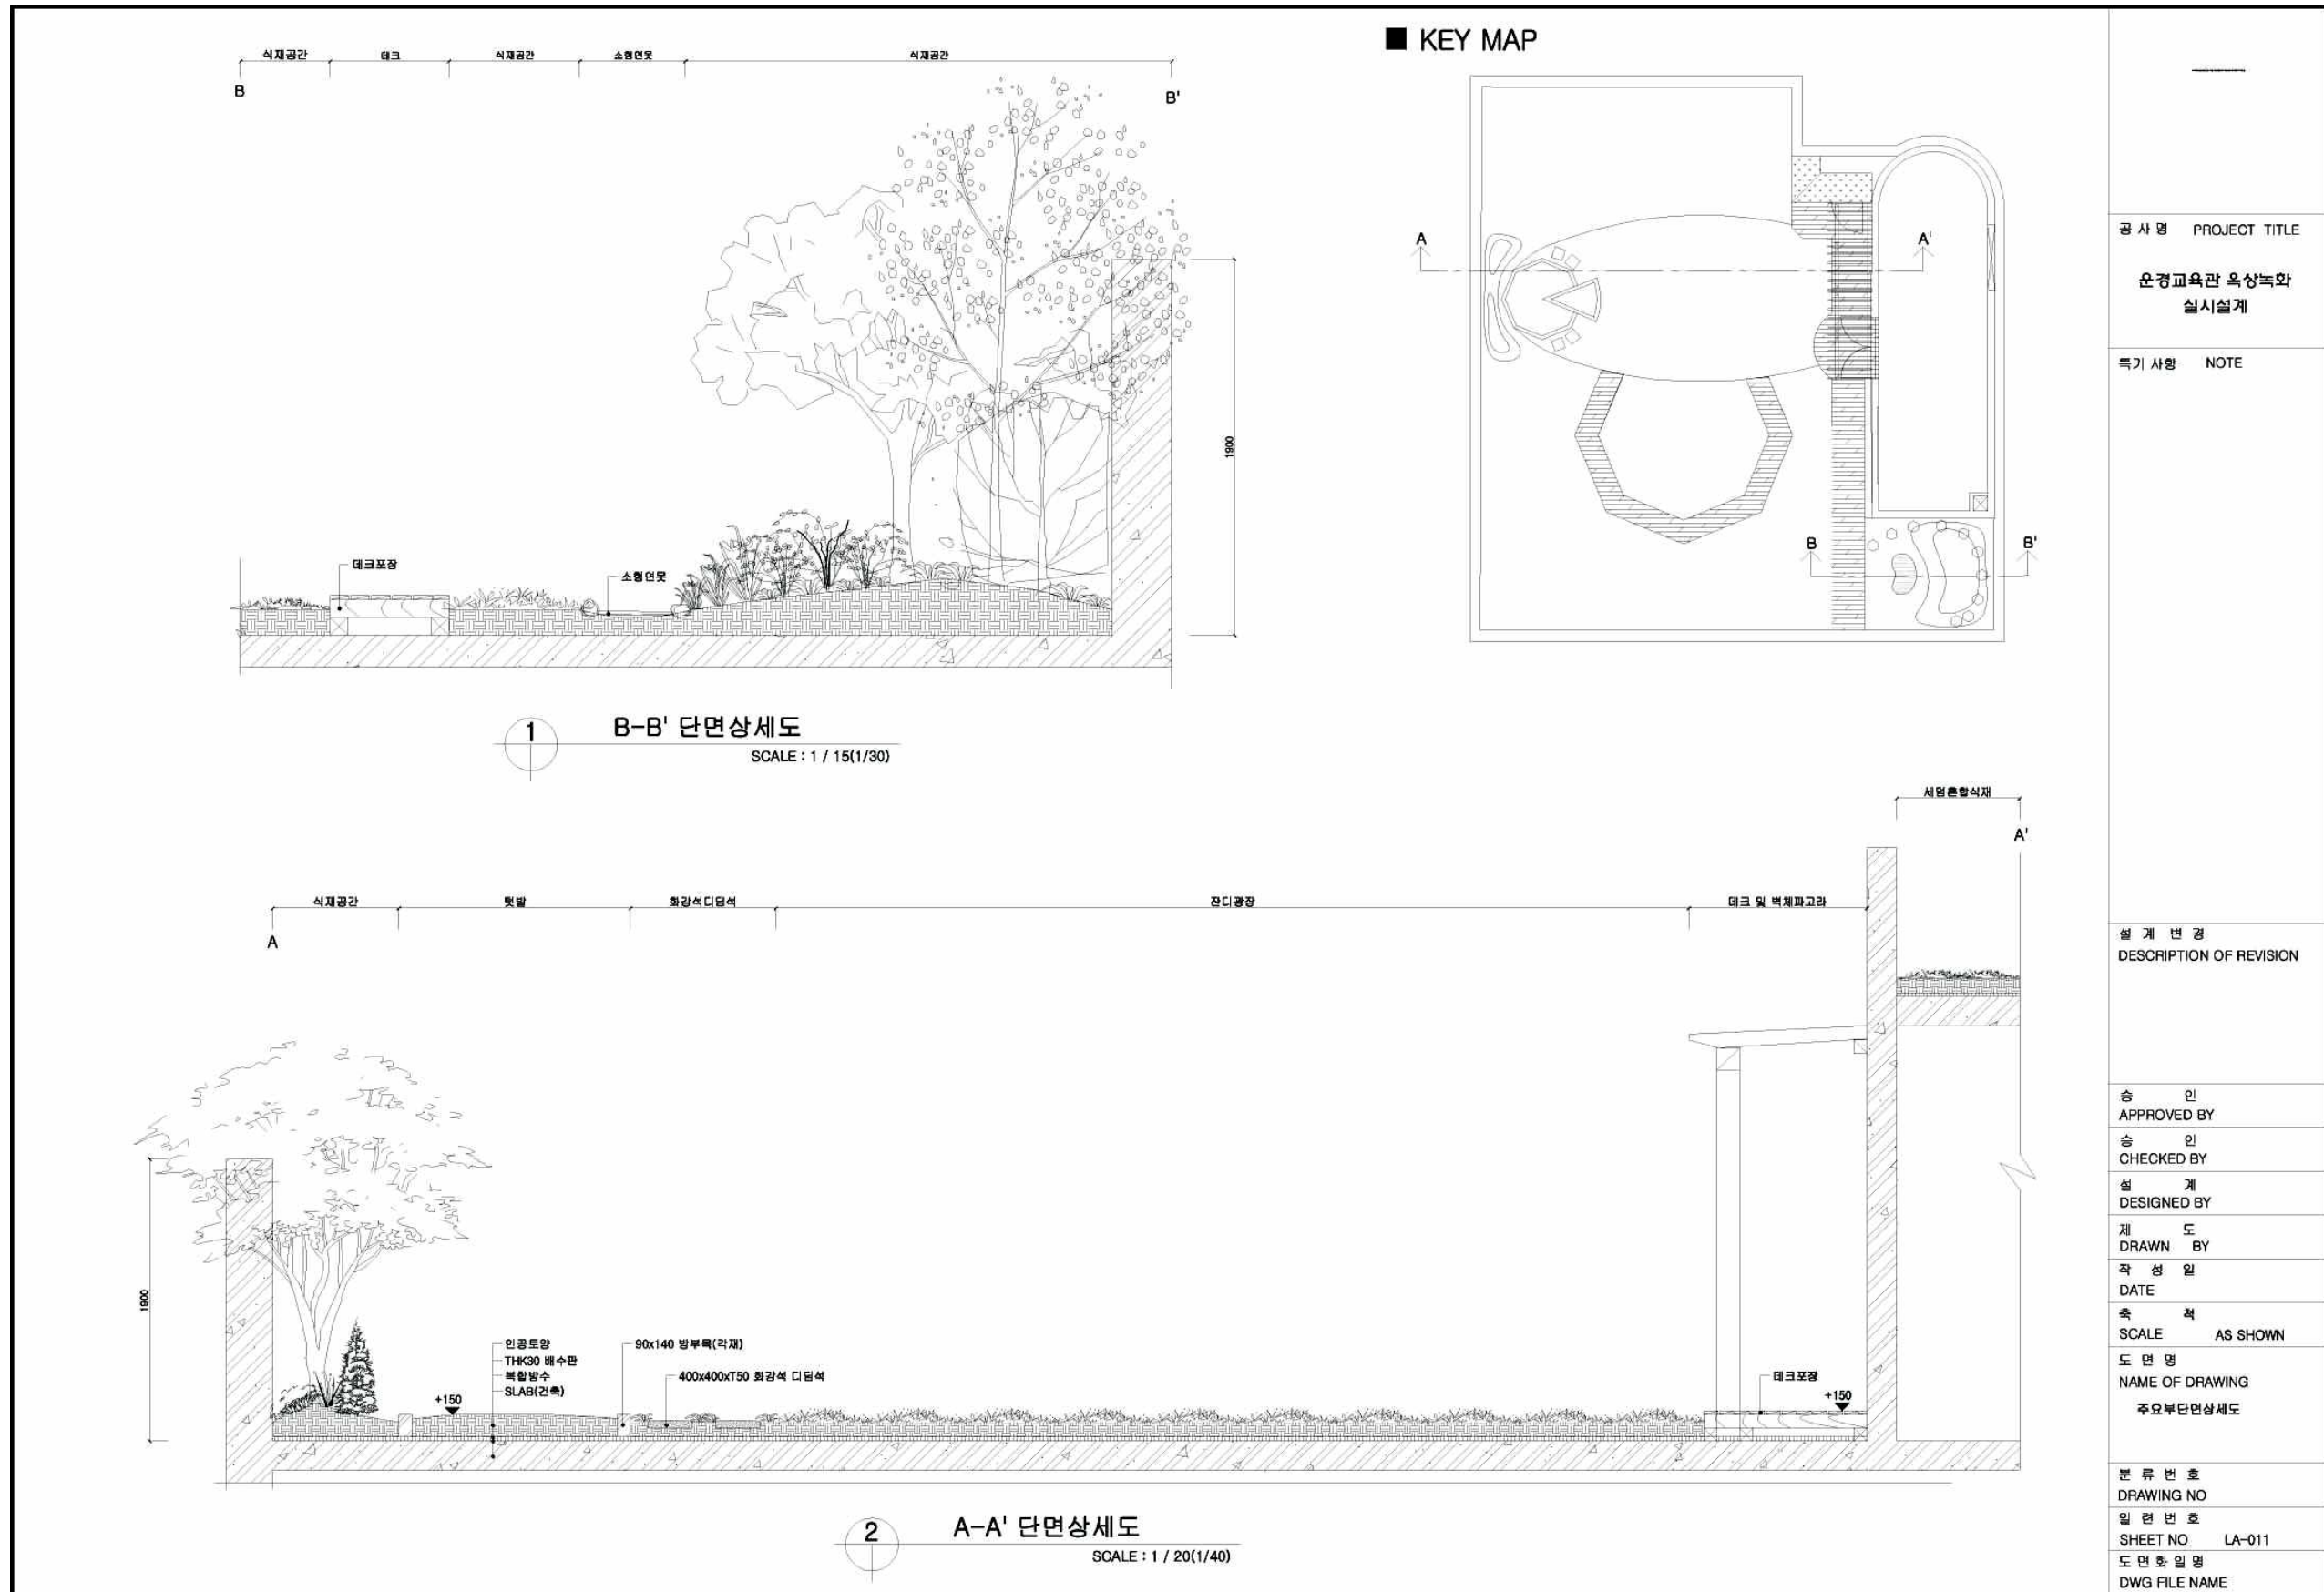 식재공간
데크
식재공간
소형연못
식재공간
B
B'
데크포장
소형연못
1900
1
B-B' 단면상세도
SCALE : 1 / 15(1/30)
■ KEY MAP
A
A'
B
B'
세덤혼합식재
A'
식재공간
텃밭
화강석디딤석
잔디광장
데크 및 벽체파고라
A
1900
인공토양
THK30 배수판
복합방수
SLAB(건축)
+150
90x140 방부목(각재)
400x400xT50 화강석 디딤석
데크포장
+150
2
A-A' 단면상세도
SCALE : 1 / 20(1/40)
공 사 명 PROJECT TITLE
운경교육관 옥상녹화
실시설계
특기 사항 NOTE
설 계 변 경
DESCRIPTION OF REVISION
승 인
APPROVED BY
승 인
CHECKED BY
설 계
DESIGNED BY
제 도
DRAWN BY
작 성 일
DATE
축 척
SCALE AS SHOWN
도 면 명
NAME OF DRAWING
주요부단면상세도
분 류 번 호
DRAWING NO
일 련 번 호
SHEET NO LA-011
도 면 화 일 명
DWG FILE NAME